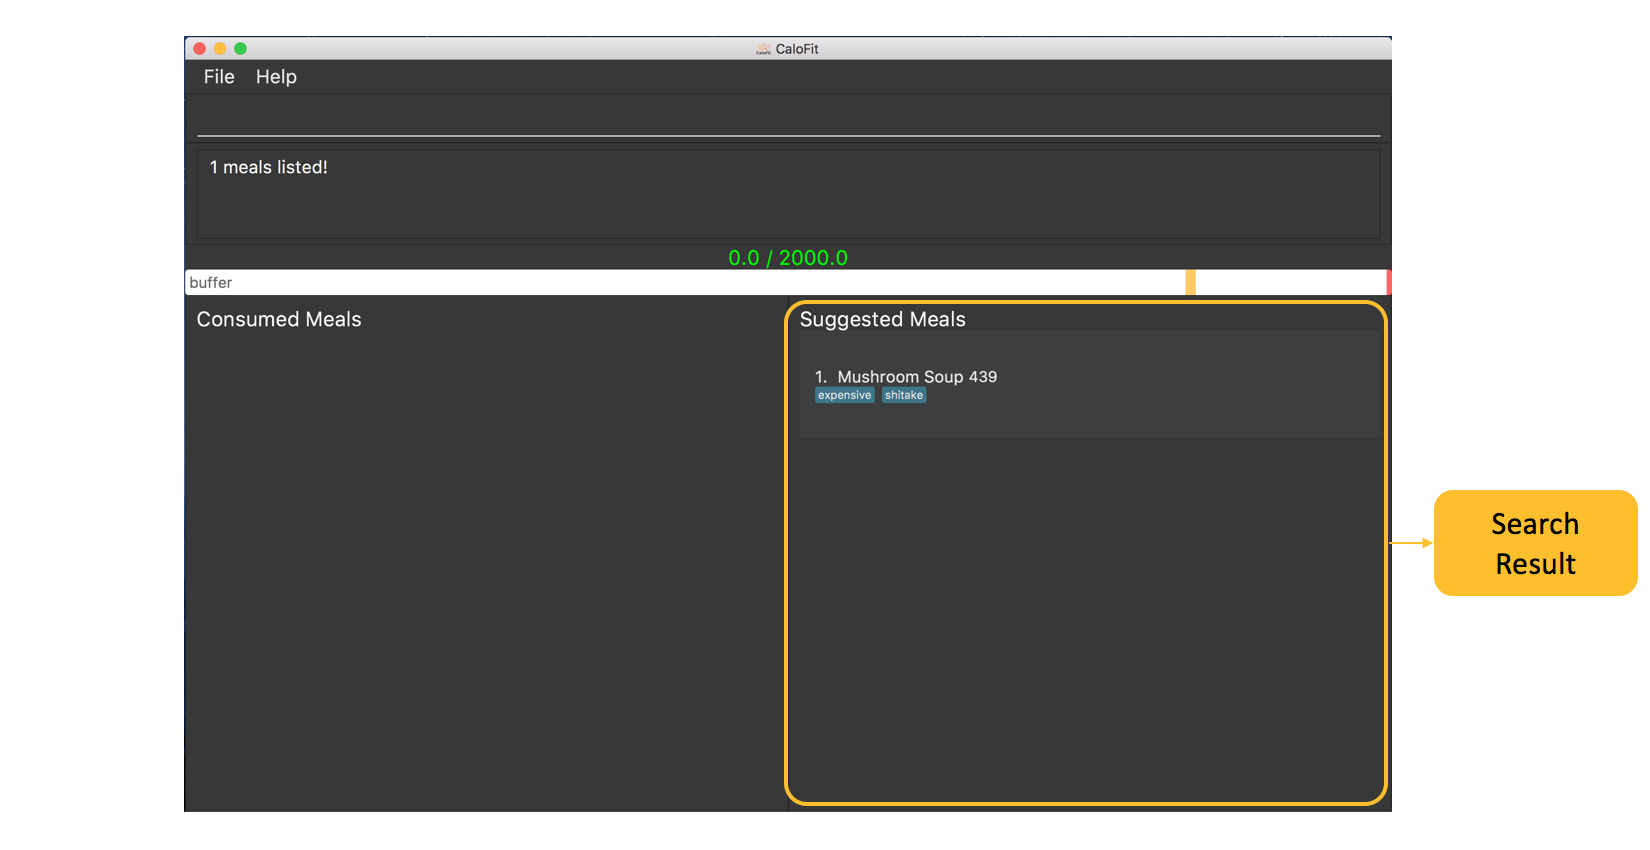 CaloFit
File Help
1 meals listed!
0.0 / 2000.0
buffer
Consumed Meals
Suggested Meals
1. Mushroom Soup 439
expensive shitake
Search
Result